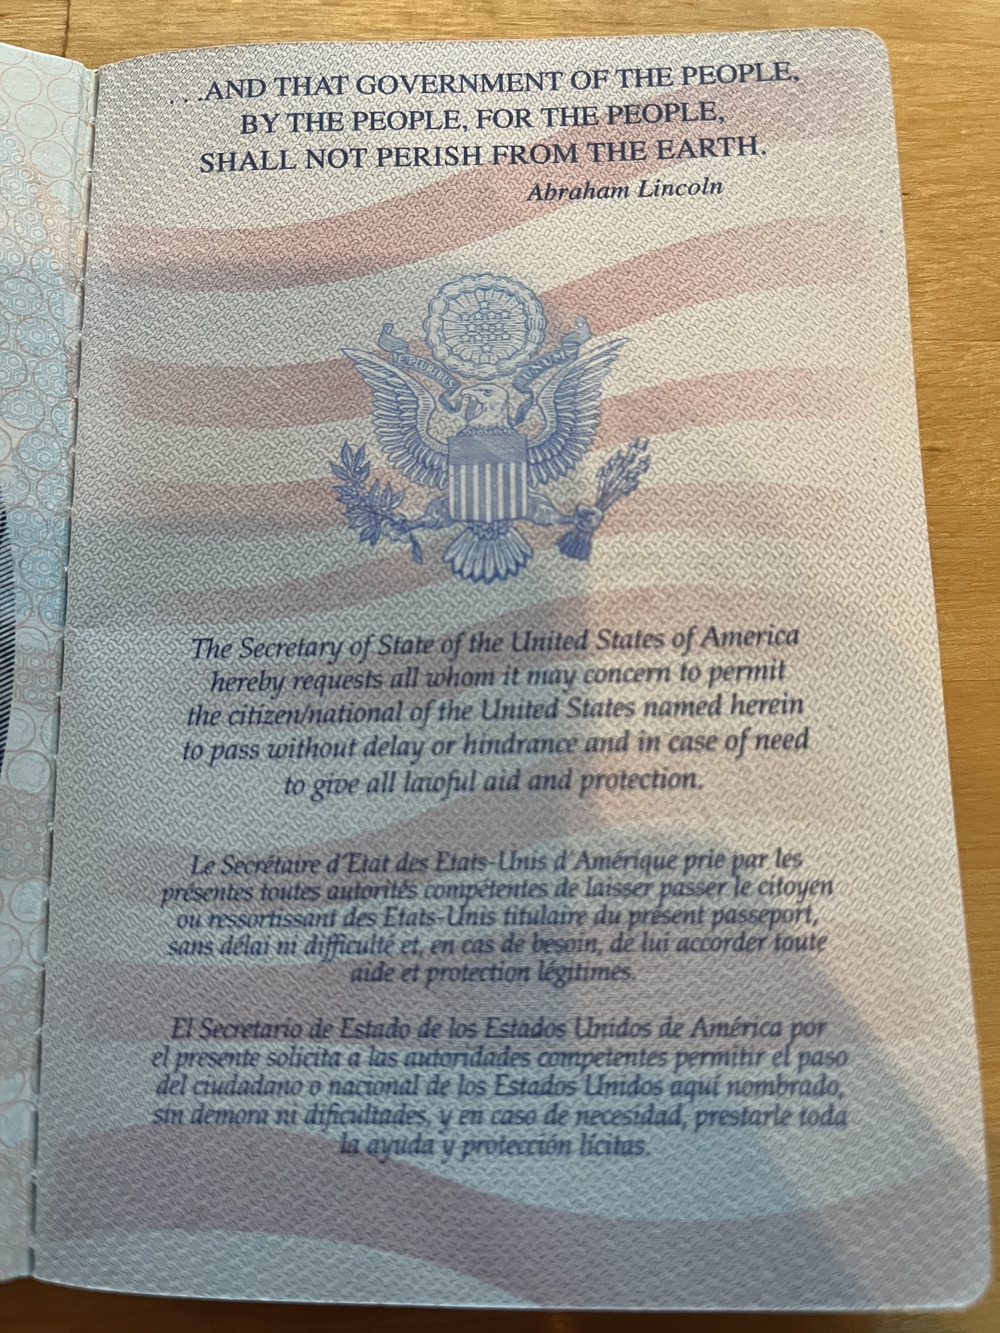 . . .AND THAT GOVERNMENT OF THE PEOPLE,
BY THE PEOPLE, FOR THE PEOPLE,
SHALL NOT PERISH FROM THE EARTH.
Abraham Lincoln
E PLURIBUS UNUM
The Secretary of State of the United States of America
hereby requests all whom it may concern to permit
the citizen/national of the United States named herein
to pass without delay or hindrance and in case of need
to give all lawful aid and protection.
Le Secrétaire d'Etat des Etats-Unis d'Amérique prie par les
présentes toutes autorités compétentes de laisser passer le citoyen
ou ressortissant des Etats-Unis titulaire du présent passeport,
sans délai ni difficulté et, en cas de besoin, de lui accorder toute
aide et protection légitimes.
El Secretario de Estado de los Estados Unidos de América por
el presente solicita a las autoridades competentes permitir el paso
del ciudadano o nacional de los Estados Unidos aquí nombrado,
sin demora ni dificultades, y en caso de necesidad, prestarle toda
la ayuda y protección lícitas.